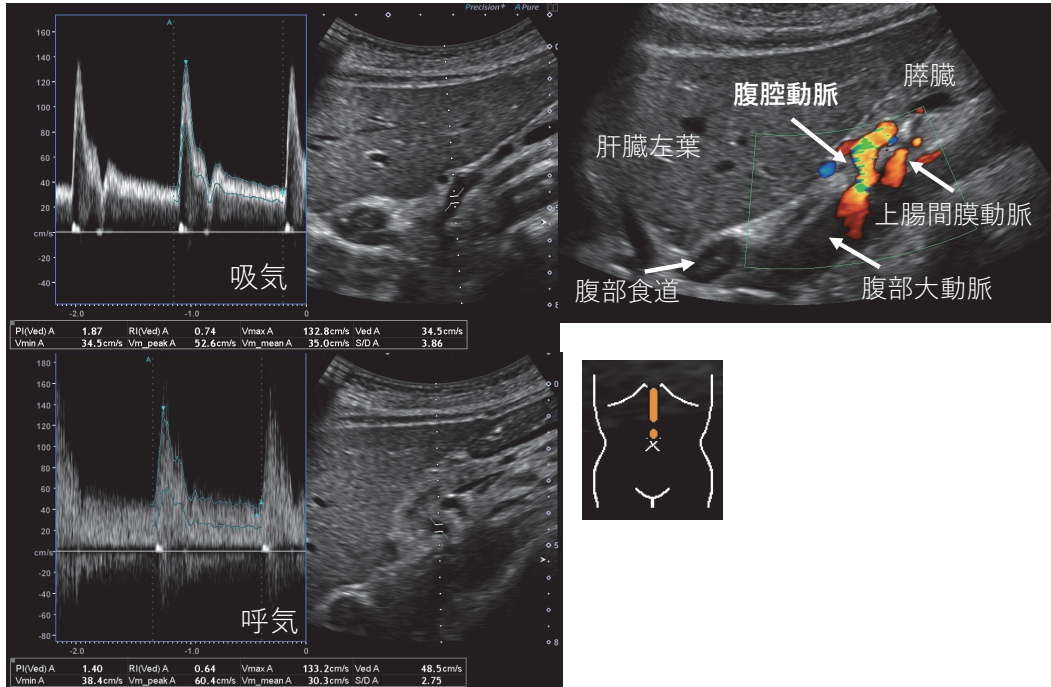 Precision+ A Pure
A
160
140
120
100
80
60
40
20
cm/s
-20
-40
-2.0
-1.0
0
0
5
8
吸気
PI(Ved) A 1.87 RI(Ved) A 0.74 Vmax A 132.8cm/s Ved A 34.5cm/s
Vmin A 34.5cm/s Vm_peak A 52.6cm/s Vm_mean A 35.0cm/s S/D A 3.86
膵臓
腹腔動脈
肝臓左葉
上腸間膜動脈
腹部食道
腹部大動脈
A
180
160
140
120
100
80
60
40
20
cm/s
-20
-40
-60
-80
-2.0
-1.0
0
0
5
8
呼気
PI(Ved) A 1.40 RI(Ved) A 0.64 Vmax A 133.2cm/s Ved A 48.5cm/s
Vmin A 38.4cm/s Vm_peak A 60.4cm/s Vm_mean A 30.3cm/s S/D A 2.75